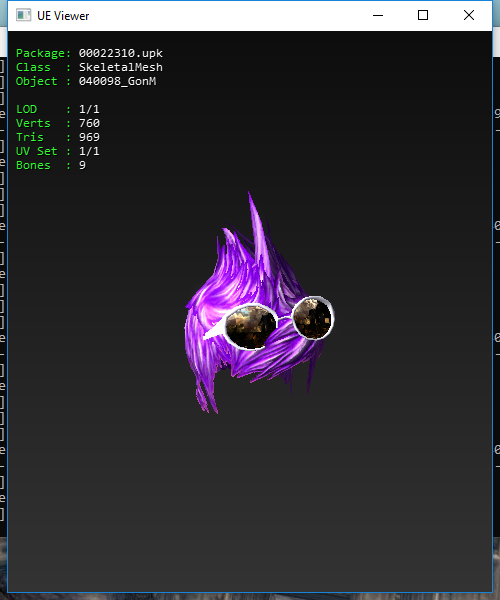 UE Viewer
Package: 00022310.upk
Class : SkeletalMesh
Object : 040098_GonM
LOD : 1/1
Verts : 760
Tris : 969
UV Set : 1/1
Bones : 9